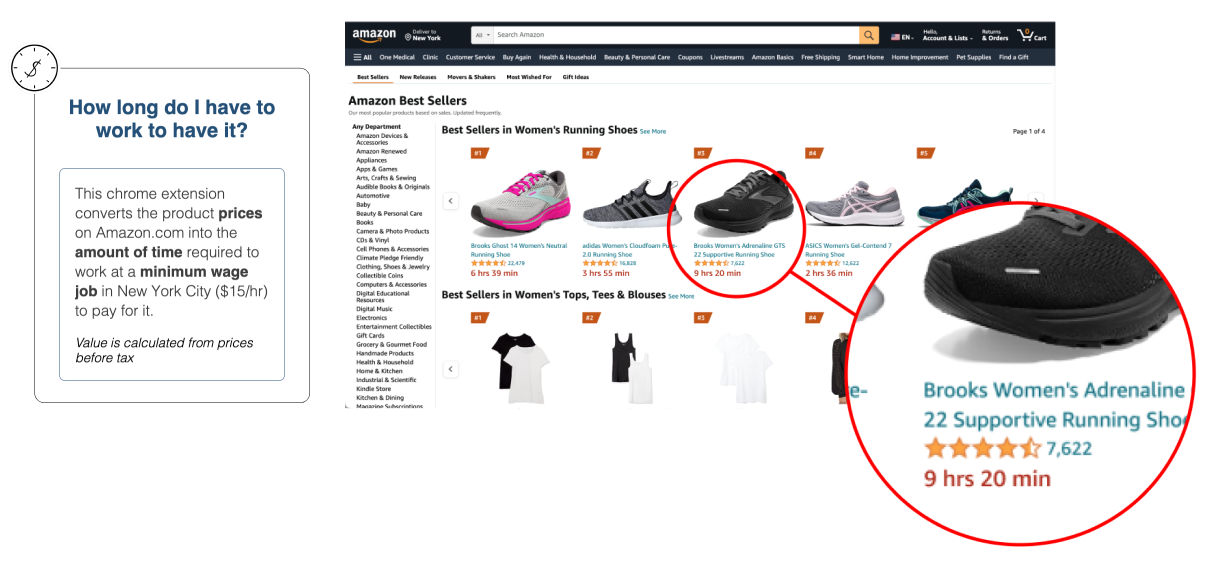 How long do I have to
work to have it?
This chrome extension
converts the product prices
on Amazon.com into the
amount of time required to
work at a minimum wage
job in New York City ($15/hr)
to pay for it.
Value is calculated from prices
before tax
amazon
Deliver to
New York
All
Search Amazon
EN
Hello,
Account & Lists
Returns
& Orders
0
Cart
All One Medical Clinic Customer Service Buy Again Health & Household Beauty & Personal Care Coupons Livestreams Amazon Basics Free Shipping Smart Home Home Improvement Pet Supplies Find a Gift
Best Sellers New Releases Movers & Shakers Most Wished For Gift Ideas
Amazon Best Sellers
Our most popular products based on sales. Updated frequently.
Any Department
Amazon Devices &
Accessories
Amazon Renewed
Appliances
Apps & Games
Arts, Crafts & Sewing
Audible Books & Originals
Automotive
Baby
Beauty & Personal Care
Books
Camera & Photo Products
CDs & Vinyl
Cell Phones & Accessories
Climate Pledge Friendly
Clothing, Shoes & Jewelry
Collectible Coins
Computers & Accessories
Digital Educational
Resources
Digital Music
Electronics
Entertainment Collectibles
Gift Cards
Grocery & Gourmet Food
Handmade Products
Health & Household
Home & Kitchen
Industrial & Scientific
Kindle Store
Kitchen & Dining
Magazine Subscriptions
Best Sellers in Women's Running Shoes See More
Page 1 of 4
#1
Brooks Ghost 14 Women's Neutral
Running Shoe
22,479
6 hrs 39 min
#2
adidas Women's Cloudfoam Pure-
2.0 Running Shoe
16,828
3 hrs 55 min
#3
Brooks Women's Adrenaline GTS
22 Supportive Running Shoe
7,622
9 hrs 20 min
#4
ASICS Women's Gel-Contend 7
Running Shoe
12,622
2 hrs 36 min
#5
Best Sellers in Women's Tops, Tees & Blouses See More
#1
#2
#3
#4
e-
Brooks Women's Adrenaline
22 Supportive Running Shoe
7,622
9 hrs 20 min